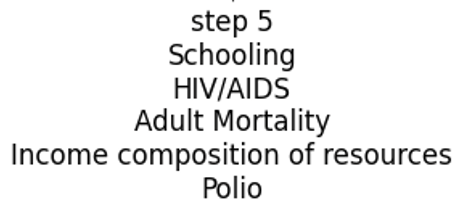 step 5
Schooling
HIV/AIDS
Adult Mortality
Income composition of resources
Polio